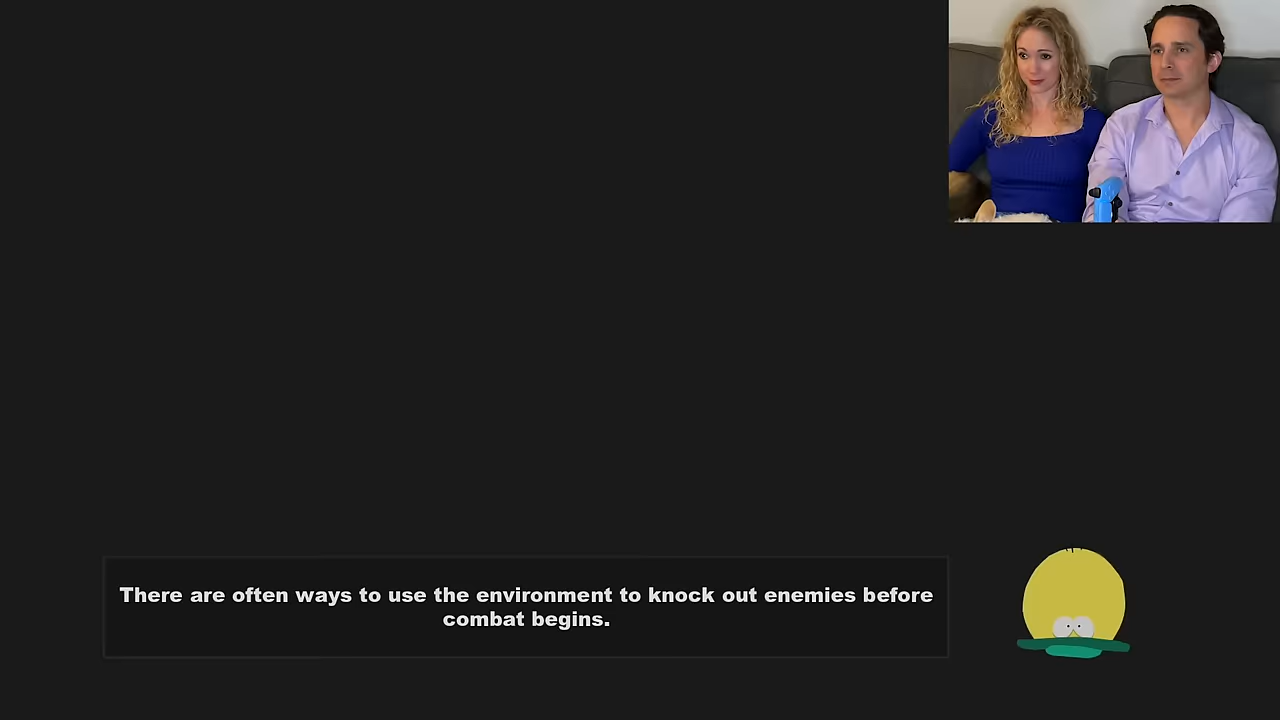 There are often ways to use the environment to knock out enemies before
combat begins.